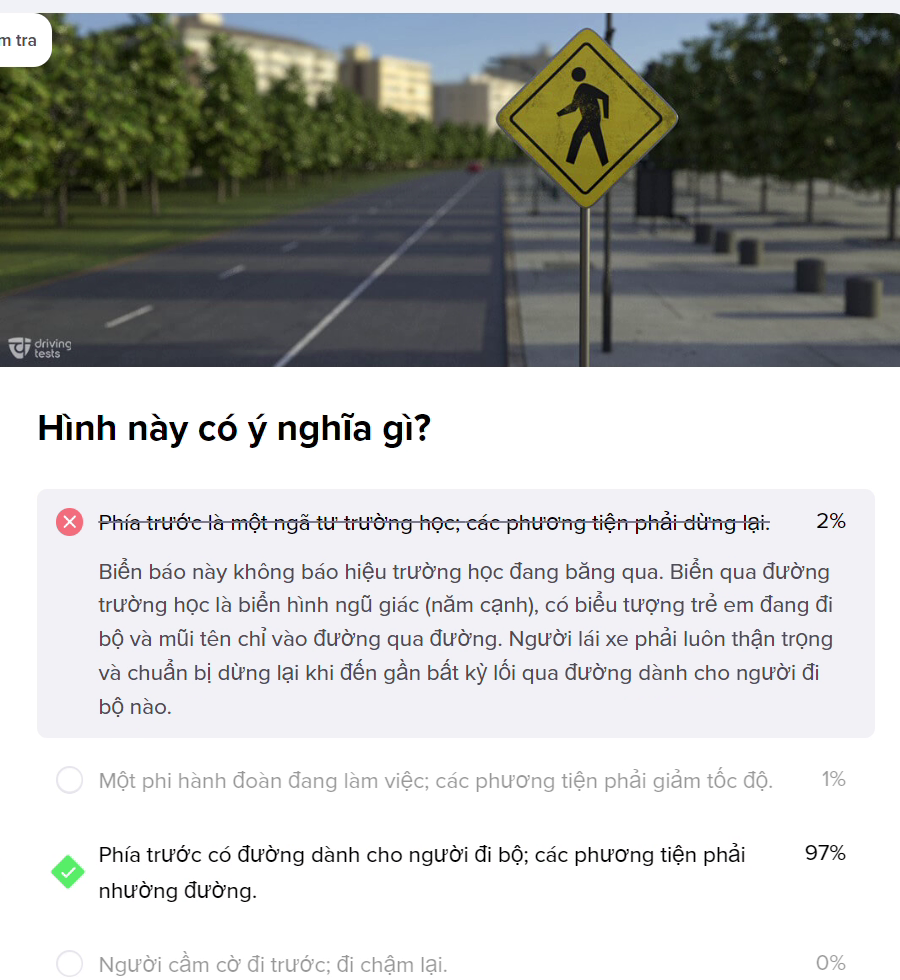 m tra
driving
tests
Hình này có ý nghĩa gì?
Phía trước là một ngã tư trường học; các phương tiện phải dừng lại.
2%
Biển báo này không báo hiệu trường học đang băng qua. Biển qua đường
trường học là biển hình ngũ giác (năm cạnh), có biểu tượng trẻ em đang đi
bộ và mũi tên chỉ vào đường qua đường. Người lái xe phải luôn thận trọng
và chuẩn bị dừng lại khi đến gần bất kỳ lối qua đường dành cho người đi
bộ nào.
Một phi hành đoàn đang làm việc; các phương tiện phải giảm tốc độ.
1%
Phía trước có đường dành cho người đi bộ; các phương tiện phải
nhường đường.
97%
Người cầm cờ đi trước; đi chậm lại.
0%